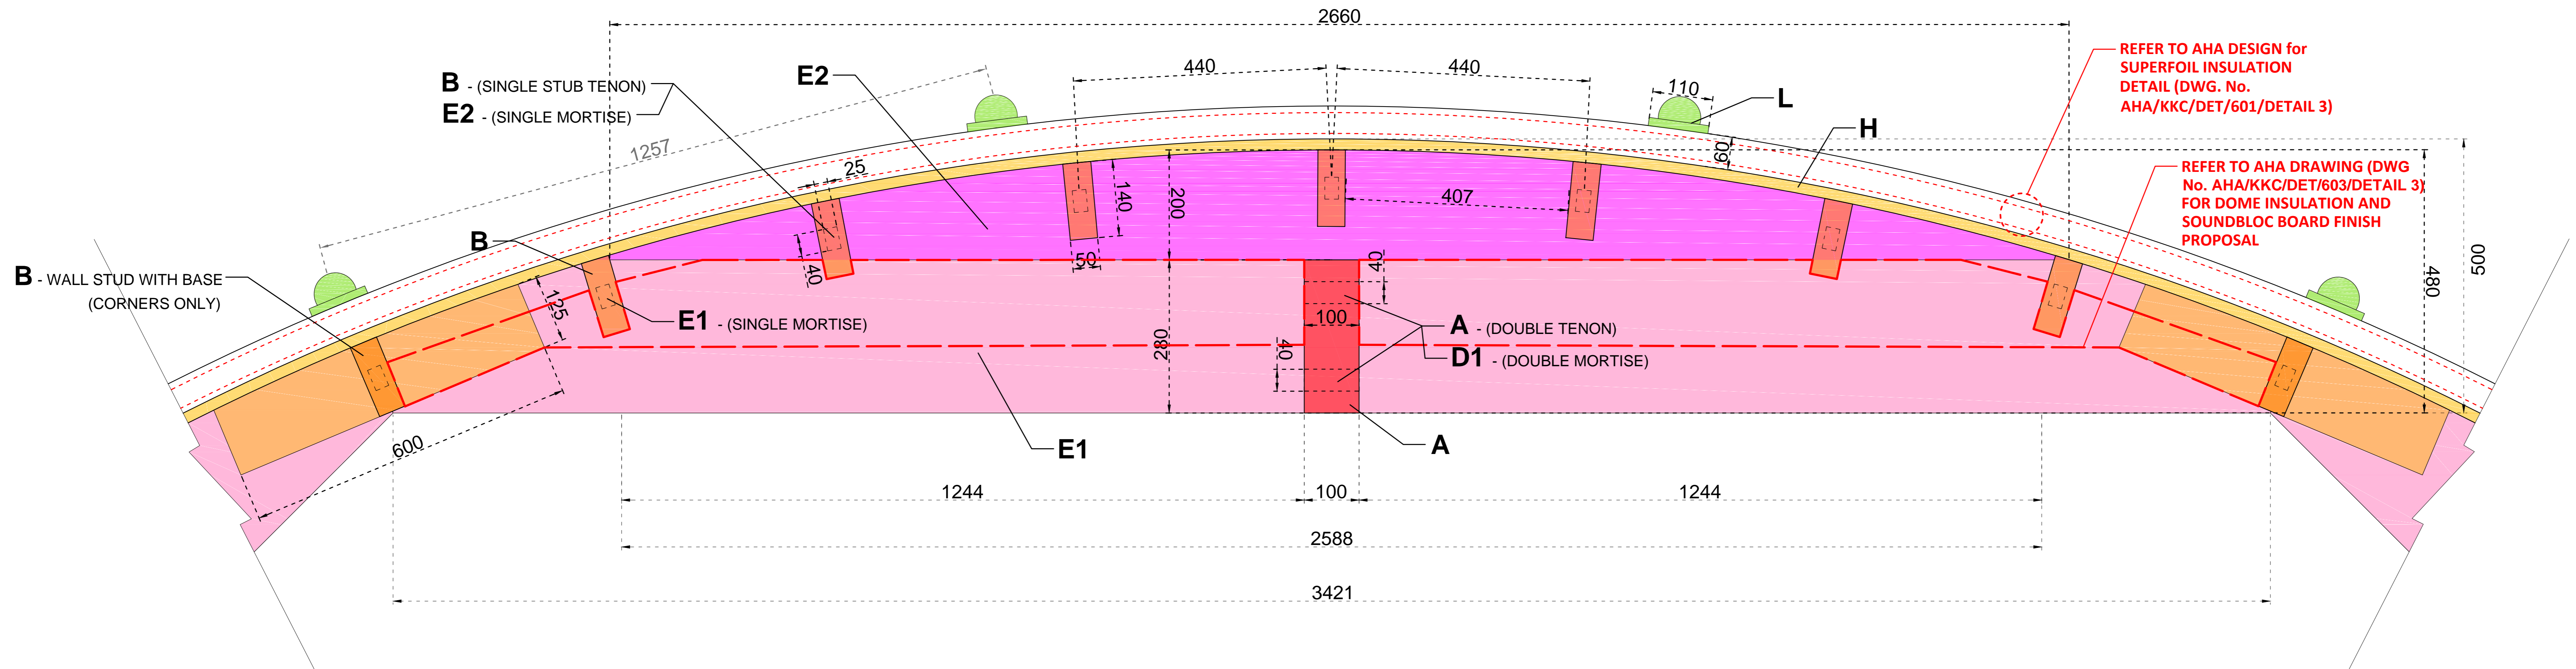 2660
REFER TO AHA DESIGN for
SUPERFOIL INSULATION
DETAIL (DWG. No.
AHA/KKC/DET/601/DETAIL 3)
B - (SINGLE STUB TENON)
E2 - (SINGLE MORTISE)
E2
440
440
110
L
H
1257
25
60
REFER TO AHA DRAWING (DWG
No. AHA/KKC/DET/603/DETAIL 3)
FOR DOME INSULATION AND
SOUNDBLOC BOARD FINISH
PROPOSAL
140
200
407
B
B - WALL STUD WITH BASE
(CORNERS ONLY)
40
50
40
500
480
125
E1 - (SINGLE MORTISE)
100
280
40
A - (DOUBLE TENON)
D1 - (DOUBLE MORTISE)
600
E1
A
1244
100
1244
2588
3421